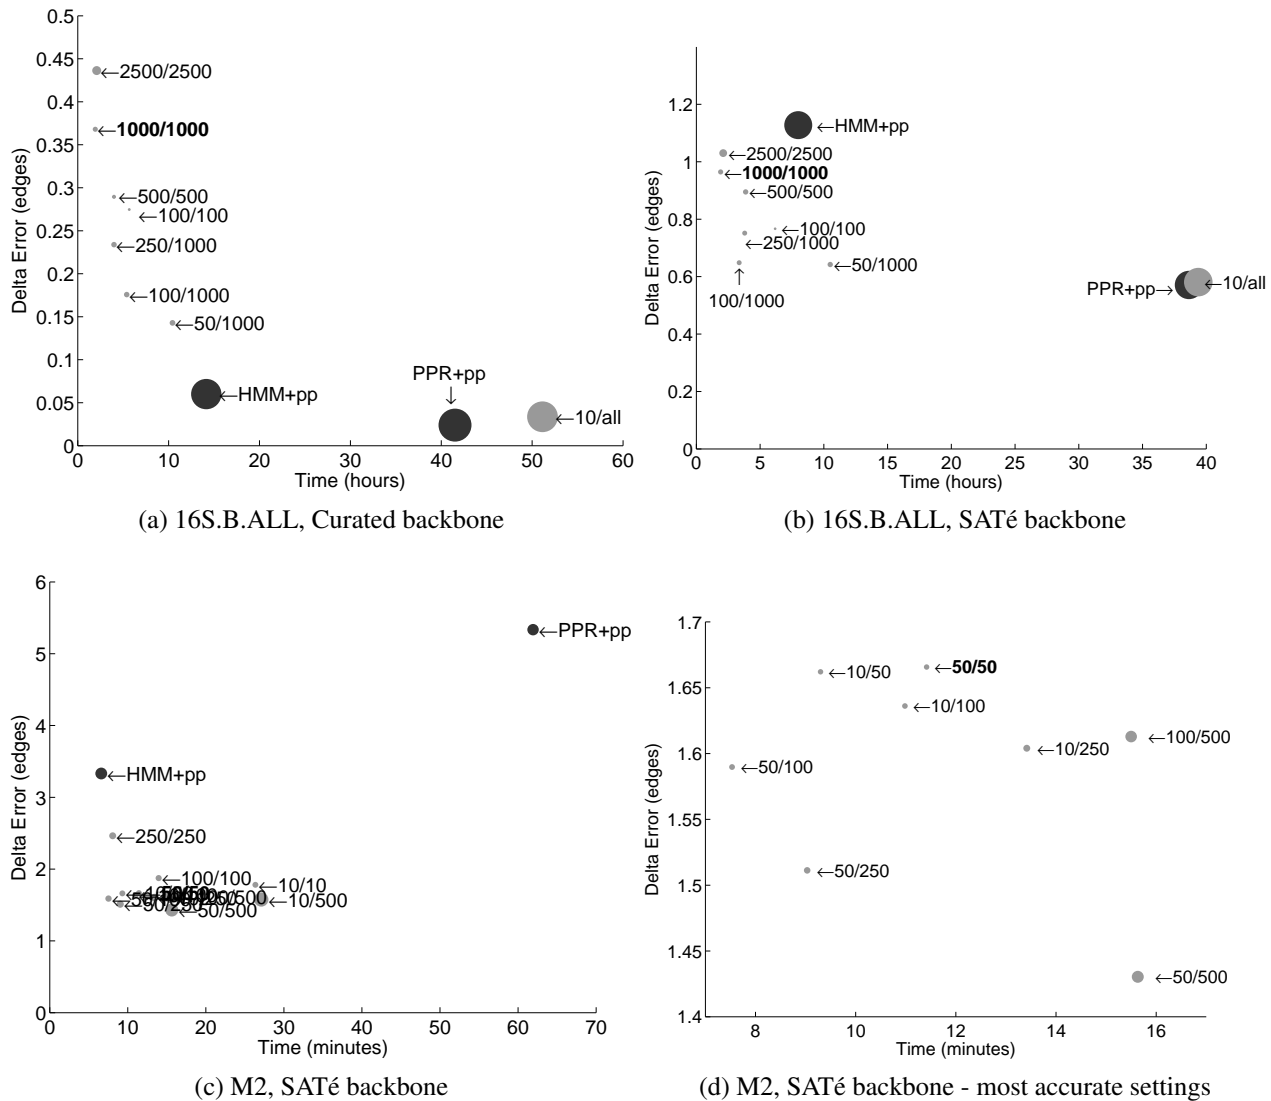 0.5
0.45
0.4
0.35
0.3
0.25
0.2
0.15
0.1
0.05
0
Delta Error (edges)
←2500/2500
←1000/1000
←500/500
←100/100
←250/1000
←100/1000
←50/1000
←HMM+pp
PPR+pp
↓
←10/all
0 10 20 30 40 50 60
Time (hours)
(a) 16S.B.ALL, Curated backbone
1.2
1
0.8
0.6
0.4
0.2
0
Delta Error (edges)
←HMM+pp
←2500/2500
←1000/1000
←500/500
←100/100
←250/1000
←50/1000
↑
100/1000
PPR+pp→
←10/all
0 5 10 15 20 25 30 35 40
Time (hours)
(b) 16S.B.ALL, SATé backbone
6
5
4
3
2
1
0
Delta Error (edges)
←PPR+pp
←HMM+pp
←250/250
←100/100
←10/10
←10/500
←50/250
←50/500
0 10 20 30 40 50 60 70
Time (minutes)
(c) M2, SATé backbone
1.7
1.65
1.6
1.55
1.5
1.45
1.4
Delta Error (edges)
←10/50
←50/50
←10/100
←100/500
←10/250
←50/100
←50/250
←50/500
8 10 12 14 16
Time (minutes)
(d) M2, SATé backbone - most accurate settings